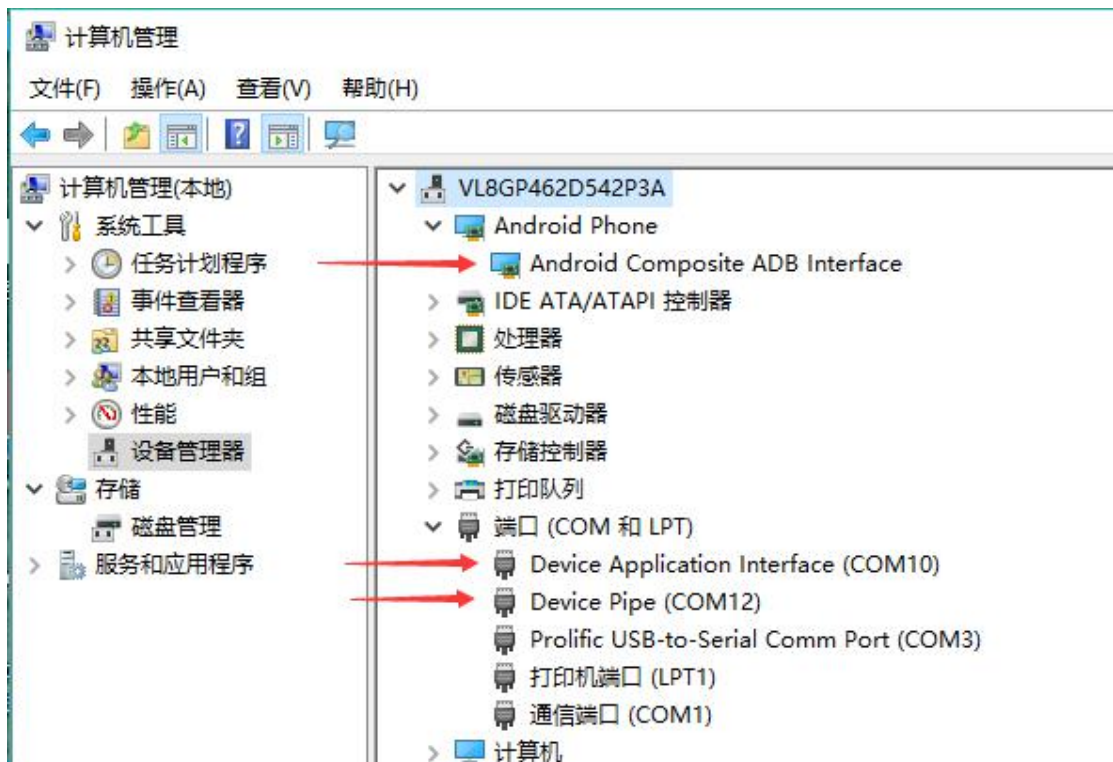 计算机管理
文件(F) 操作(A) 查看(V) 帮助(H)
计算机管理(本地)
系统工具
任务计划程序
事件查看器
共享文件夹
本地用户和组
性能
设备管理器
存储
磁盘管理
服务和应用程序
VL8GP462D542P3A
Android Phone
Android Composite ADB Interface
IDE ATA/ATAPI 控制器
处理器
传感器
磁盘驱动器
存储控制器
打印队列
端口 (COM 和 LPT)
Device Application Interface (COM10)
Device Pipe (COM12)
Prolific USB-to-Serial Comm Port (COM3)
打印机端口 (LPT1)
通信端口 (COM1)
计算机